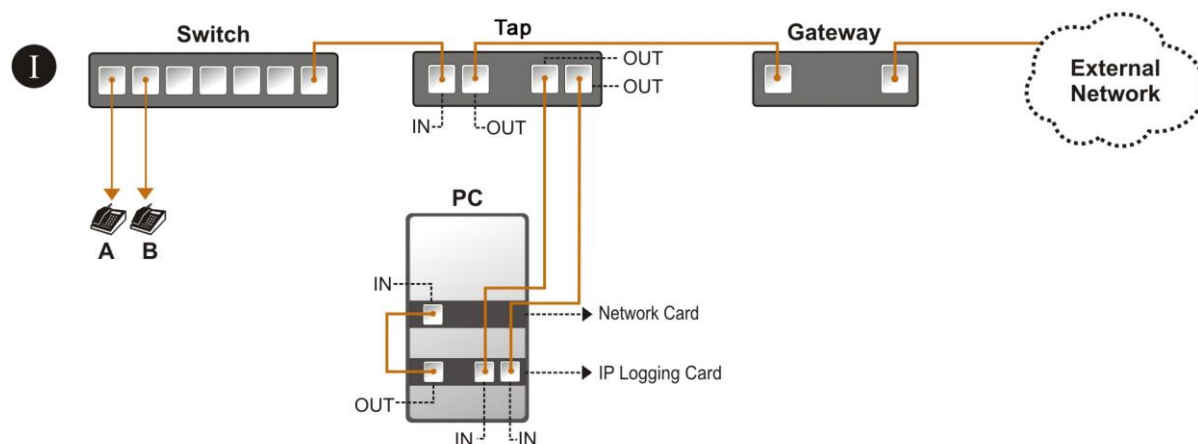 I
Switch
Tap
Gateway
OUT
OUT
IN
OUT
External
Network
PC
A
B
IN
Network Card
IP Logging Card
OUT
IN
IN